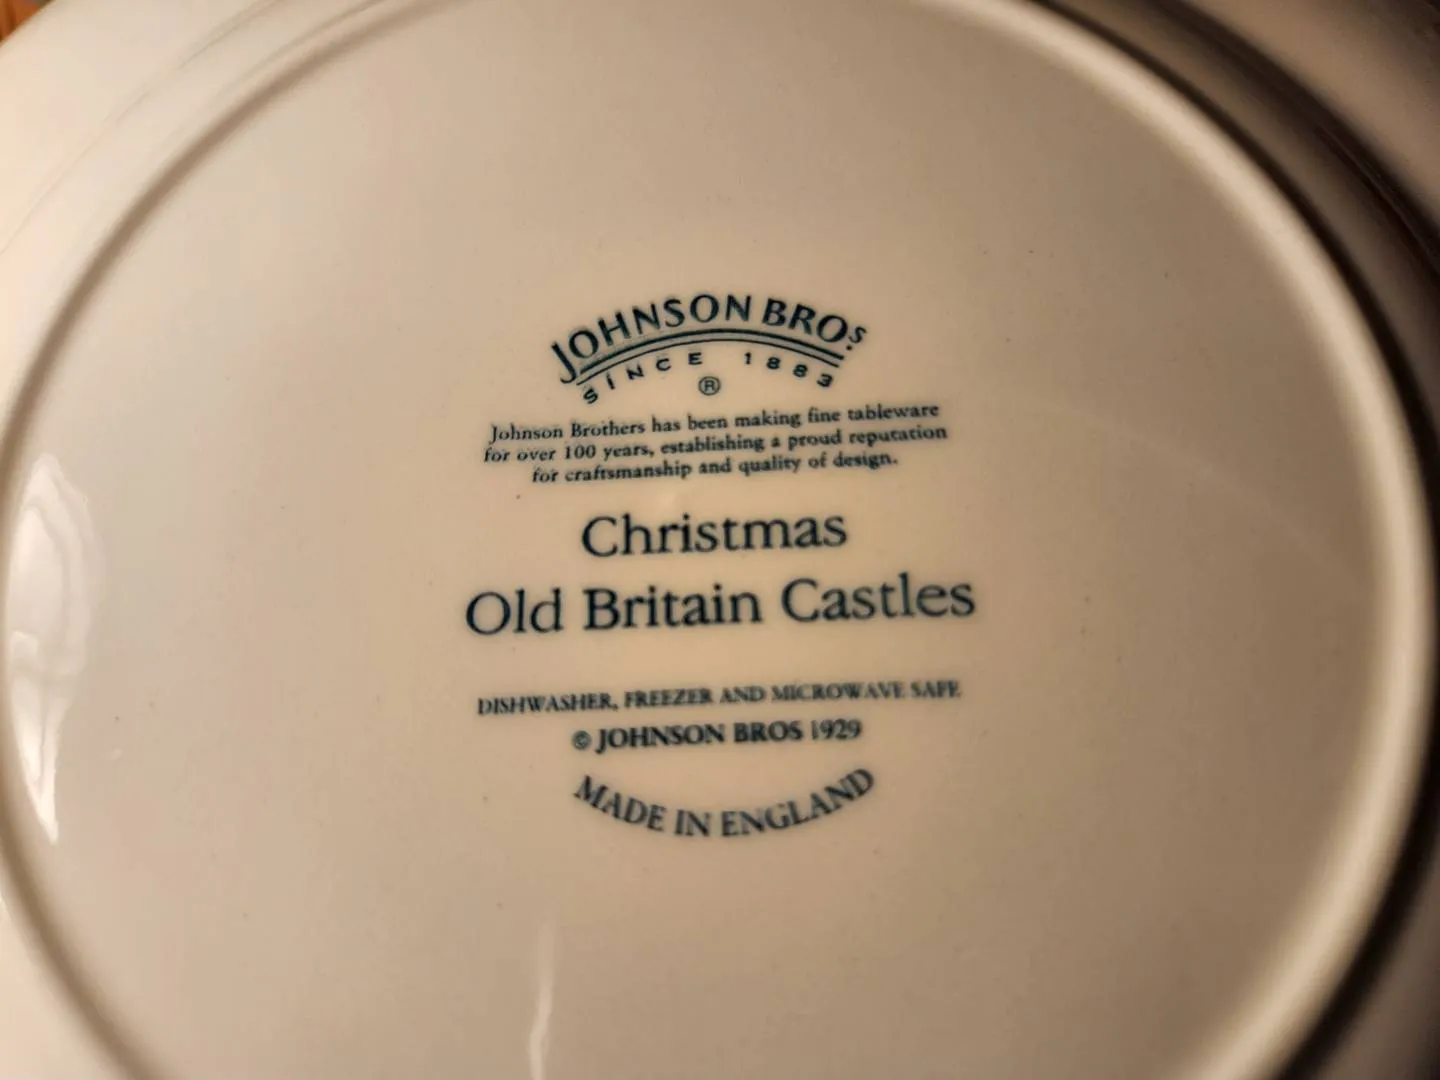 JOHNSON BROS.
SINCE 1883
®
Johnson Brothers has been making fine tableware
for over 100 years, establishing a proud reputation
for craftsmanship and quality of design.
Christmas
Old Britain Castles
DISHWASHER, FREEZER AND MICROWAVE SAFE
© JOHNSON BROS 1929
MADE IN ENGLAND